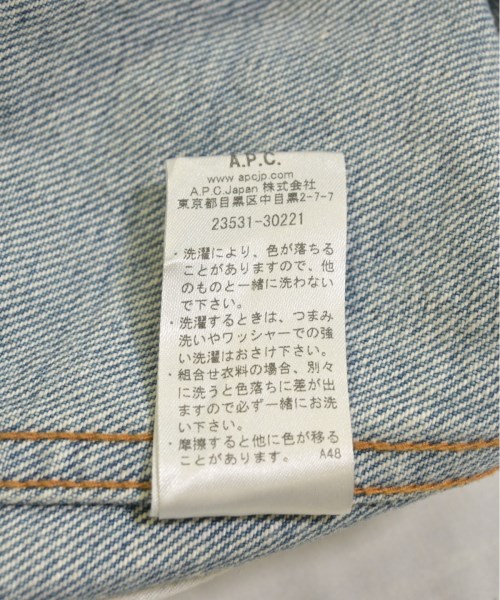 A.P.C.
www.apcjp.com
A.P.C.Japan 株式会社
東京都目黒区中目黒2-7-7
23531-30221
・洗濯により、色が落ちる
ことがありますので、他
のものと一緒に洗わない
で下さい。
・洗濯するときは、つまみ
洗いやワッシャーでの強
い洗濯はおさけ下さい。
・組合せ衣料の場合、別々
に洗うと色落ちに差が出
ますので必ず一緒にお洗
い下さい。
・摩擦すると他に色が移る
ことがあります。 A48